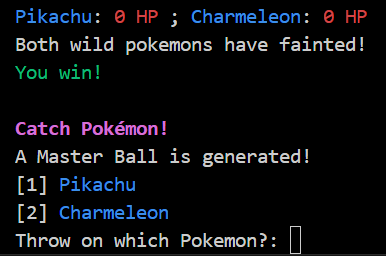 Pikachu: 0 HP ; Charmeleon: 0 HP
Both wild pokemons have fainted!
You win!
Catch Pokémon!
A Master Ball is generated!
[1] Pikachu
[2] Charmeleon
Throw on which Pokemon?: